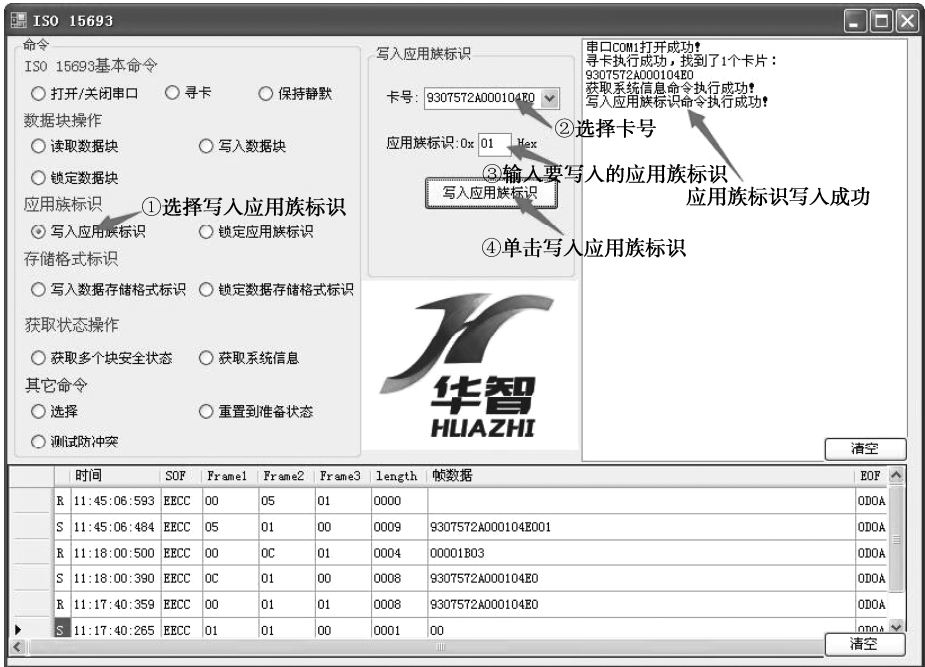 ISO 15693
命令
ISO 15693基本命令
打开/关闭串口 寻卡 保持静默
数据块操作
读取数据块 写入数据块
锁定数据块
应用族标识
①选择写入应用族标识
写入应用族标识 锁定应用族标识
存储格式标识
写入数据存储格式标识 锁定数据存储格式标识
获取状态操作
获取多个块安全状态 获取系统信息
其它命令
选择 重置到准备状态
测试防冲突
写入应用族标识
卡号: 9307572A000104E0
②选择卡号
应用族标识:0x 01 Hex
③输入要写入的应用族标识
写入应用族标识
④单击写入应用族标识
华智
HUAZHI
串口COM1打开成功!
寻卡执行成功,找到了1个卡片:
9307572A000104E0
获取系统信息命令执行成功!
写入应用族标识命令执行成功!
应用族标识写入成功
清空
时间 SOF Frame1 Frame2 Frame3 length 帧数据 EOF
R 11:45:06:593 EECC 00 05 01 0000 0D0A
S 11:45:06:484 EECC 05 01 00 0009 9307572A000104E001 0D0A
R 11:18:00:500 EECC 00 0C 01 0004 00001B03 0D0A
S 11:18:00:390 EECC 0C 01 00 0008 9307572A000104E0 0D0A
R 11:17:40:359 EECC 00 01 01 0008 9307572A000104E0 0D0A
S 11:17:40:265 EECC 01 01 00 0001 00 0D0A
清空